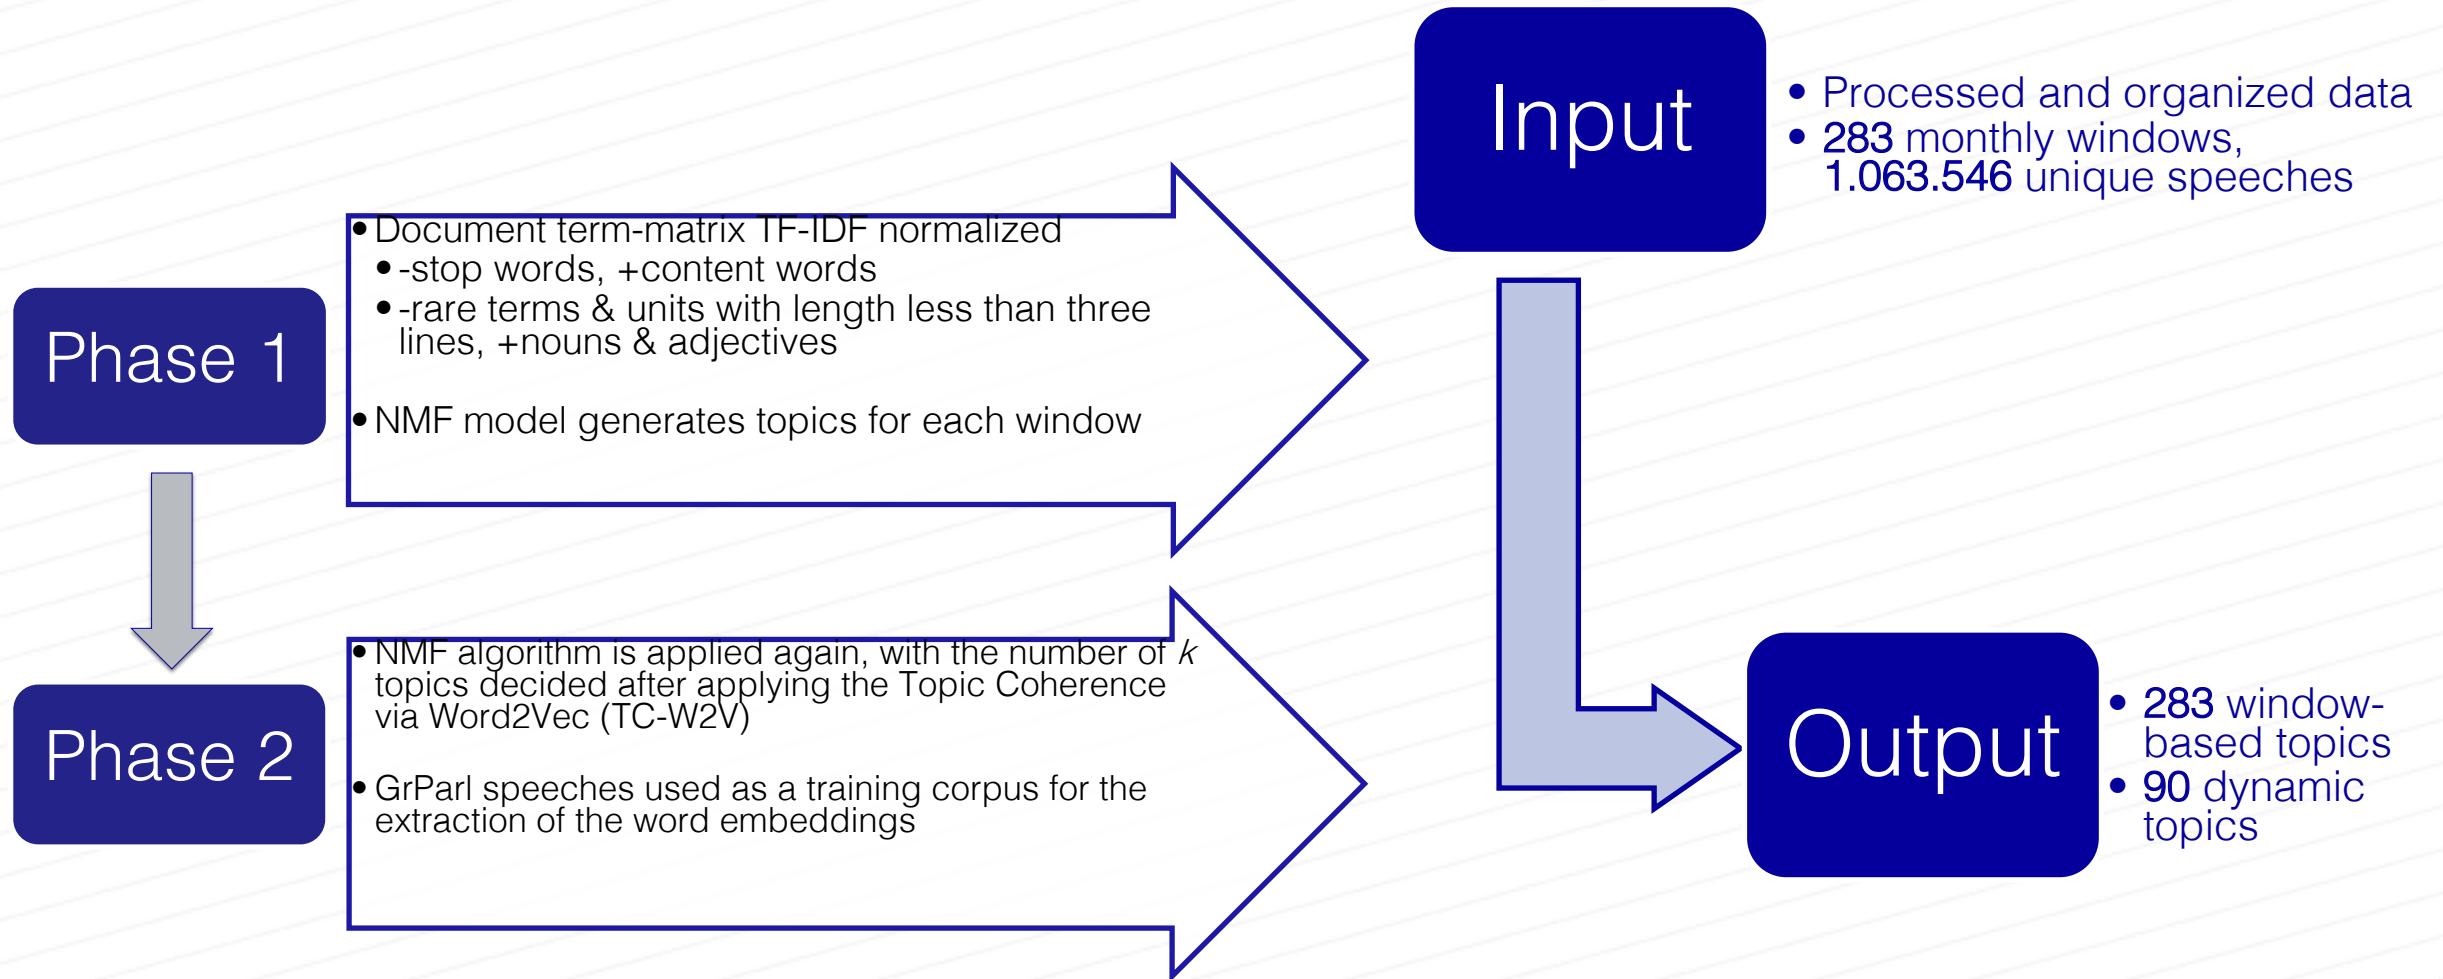 Phase 1
• Document term-matrix TF-IDF normalized
• -stop words, +content words
• -rare terms & units with length less than three
lines, +nouns & adjectives
• NMF model generates topics for each window
Phase 2
• NMF algorithm is applied again, with the number of k
topics decided after applying the Topic Coherence
via Word2Vec (TC-W2V)
• GrParl speeches used as a training corpus for the
extraction of the word embeddings
Input
• Processed and organized data
• 283 monthly windows,
1.063.546 unique speeches
Output
• 283 window-
based topics
• 90 dynamic
topics